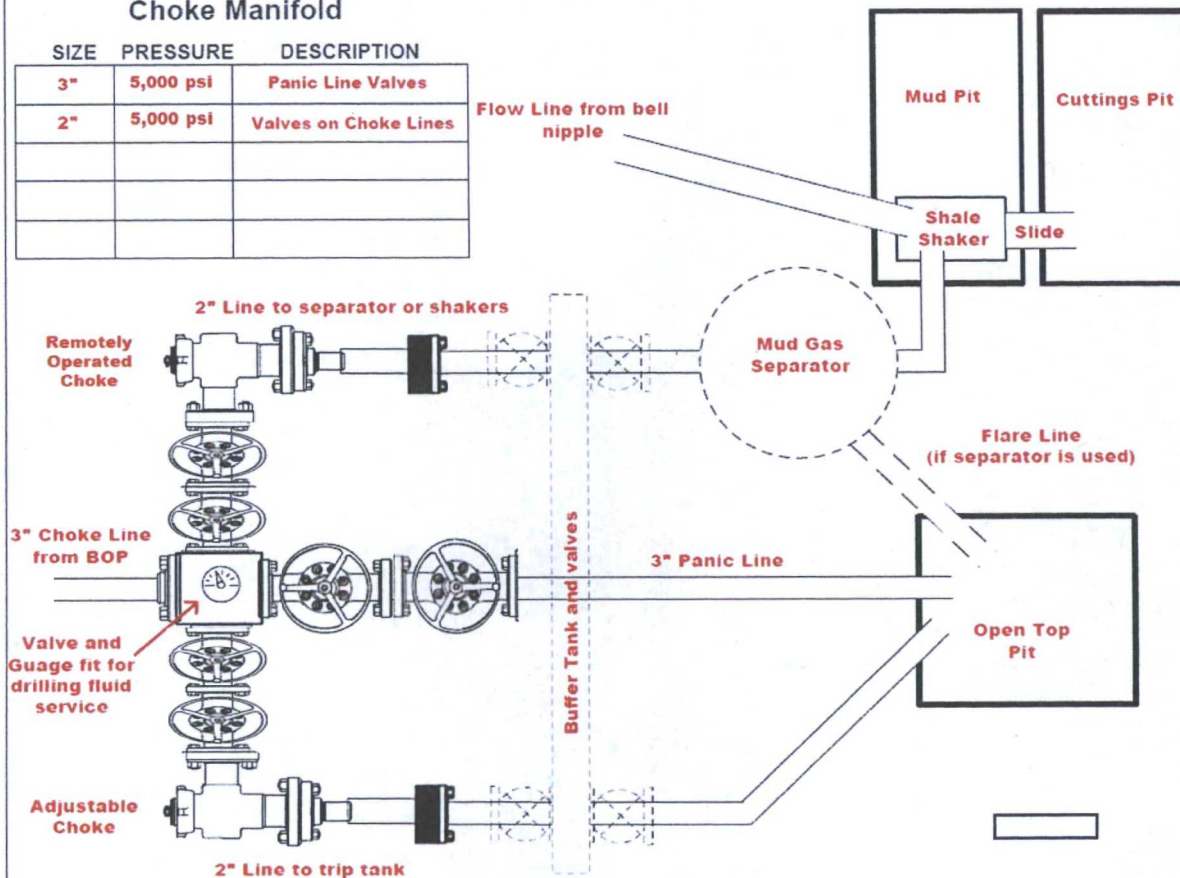 Choke Manifold
SIZE PRESSURE DESCRIPTION
3" 5,000 psi Panic Line Valves
2" 5,000 psi Valves on Choke Lines
Flow Line from bell
nipple
Mud Pit
Cuttings Pit
Shale
Shaker
Slide
2" Line to separator or shakers
Remotely
Operated
Choke
Mud Gas
Separator
Flare Line
(if separator is used)
3" Choke Line
from BOP
3" Panic Line
Buffer Tank and valves
Valve and
Guage fit for
drilling fluid
service
Open Top
Pit
Adjustable
Choke
2" Line to trip tank